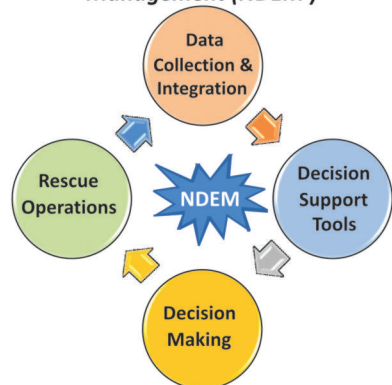 Data
Collection &
Integration
Rescue
Operations
NDEM
Decision
Support
Tools
Decision
Making